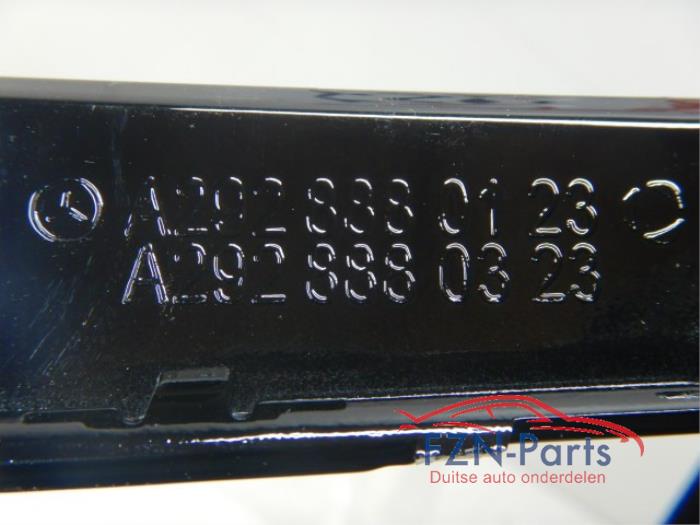 A292 888 01 23
A292 888 03 23
FZN-Parts
Duitse auto onderdelen